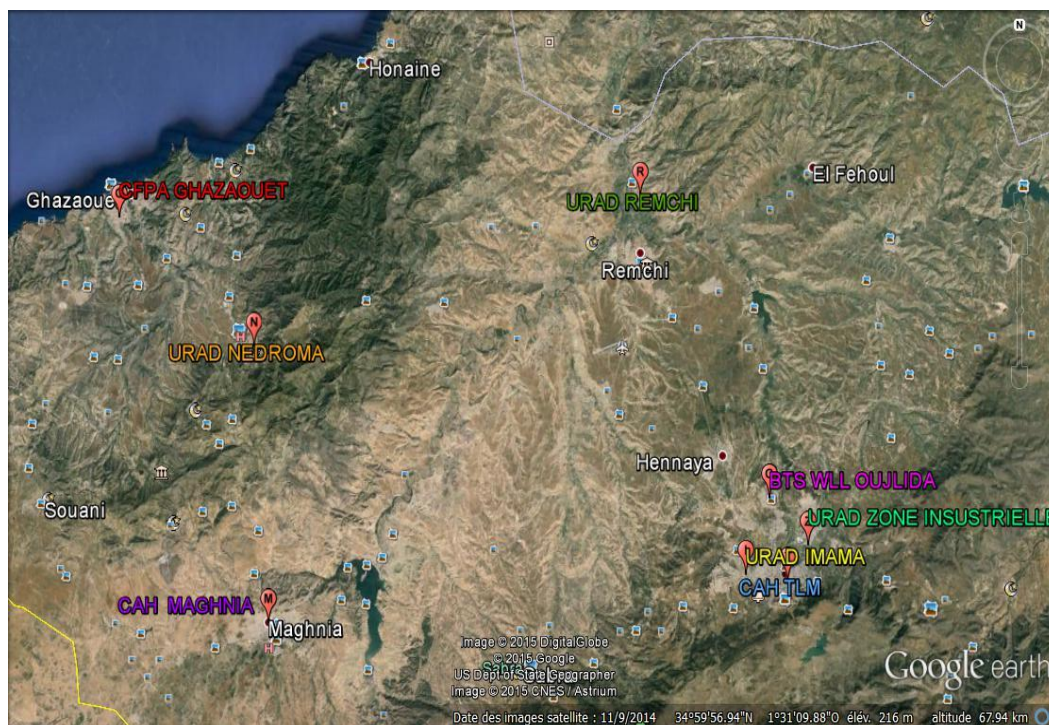 N
Honaine
R
El Fehoul
Ghazaoue
CFPA GHAZAOUET
URAD REMCHI
Remchi
N
H
URAD NEDROMA
Hennaya
BTS WLL OUJLIDA
Souani
URAD ZONE INSUSTRIELLE
URAD IMAMA
CAH TLM
M
CAH MAGHNIA
Maghnia
H
Image © 2015 DigitalGlobe
© 2015 Google
US Dept of State Geographer
Image © 2015 CNES / Astrium
Sabra
Google earth
Date des images satellite : 11/9/2014 34°59'56.94"N 1°31'09.88"O élév. 216 m altitude 67.94 km